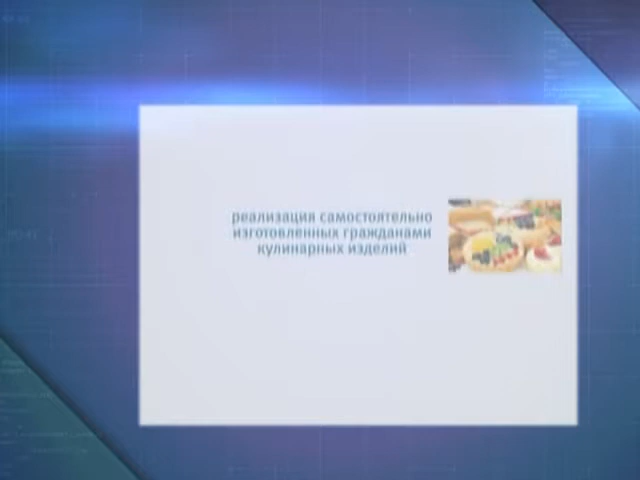 реализация самостоятельно
изготовленных гражданами
кулинарных изделий